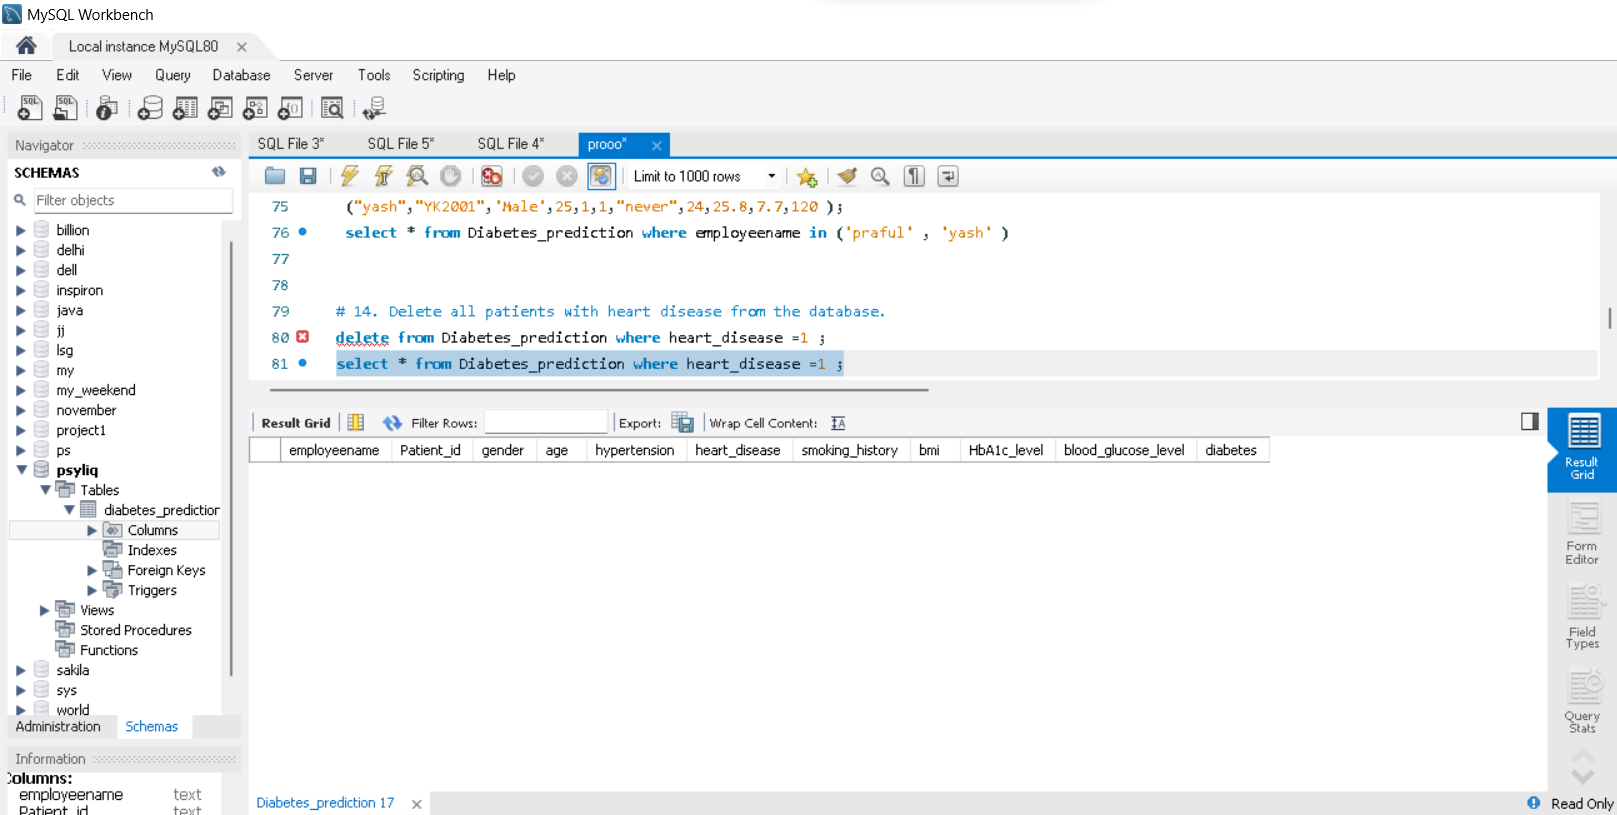 MySQL Workbench
Local instance MySQL80
File Edit View Query Database Server Tools Scripting Help
Navigator
SCHEMAS
Filter objects
billion
delhi
dell
inspiron
java
jj
lsg
my
my_weekend
november
project1
ps
psyliq
Tables
diabetes_prediction
Columns
Indexes
Foreign Keys
Triggers
Views
Stored Procedures
Functions
sakila
sys
world
Administration Schemas
Information
Columns:
employeename text
Patient_id text
SQL File 3* SQL File 5* SQL File 4* prooo*
Limit to 1000 rows
75 ("yash","YK2001",'Male',25,1,1,"never",24,25.8,7.7,120 );
76 select * from Diabetes_prediction where employeename in ('praful' , 'yash' )
77
78
79 # 14. Delete all patients with heart disease from the database.
80 delete from Diabetes_prediction where heart_disease =1 ;
81 select * from Diabetes_prediction where heart_disease =1 ;
Result Grid Filter Rows: Export: Wrap Cell Content:
employeename Patient_id gender age hypertension heart_disease smoking_history bmi HbA1c_level blood_glucose_level diabetes
Result
Grid
Form
Editor
Field
Types
Query
Stats
Diabetes_prediction 17
Read Only